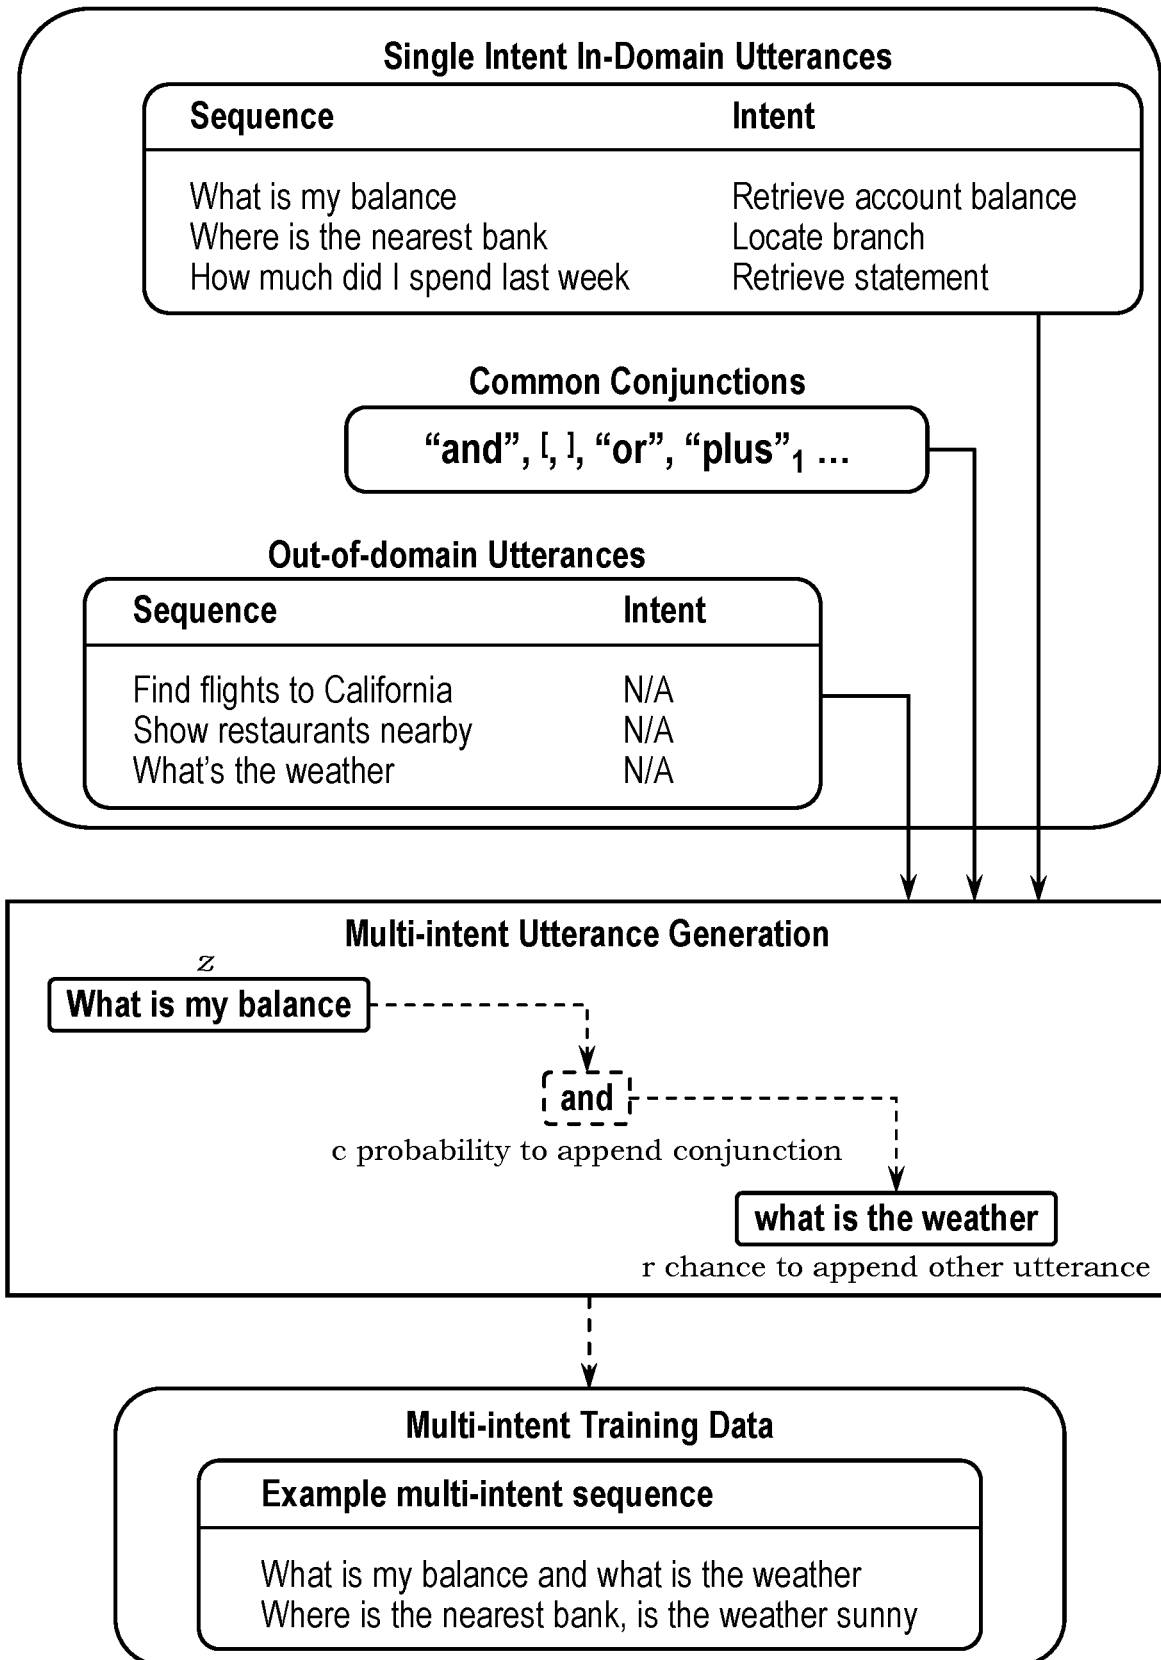 Single Intent In-Domain Utterances
Sequence Intent
What is my balance Retrieve account balance
Where is the nearest bank Locate branch
How much did I spend last week Retrieve statement
Common Conjunctions
“and”, [, ], “or”, “plus”1 ...
Out-of-domain Utterances
Sequence Intent
Find flights to California N/A
Show restaurants nearby N/A
What’s the weather N/A
Multi-intent Utterance Generation
z
What is my balance
and
c probability to append conjunction
what is the weather
r chance to append other utterance
Multi-intent Training Data
Example multi-intent sequence
What is my balance and what is the weather
Where is the nearest bank, is the weather sunny